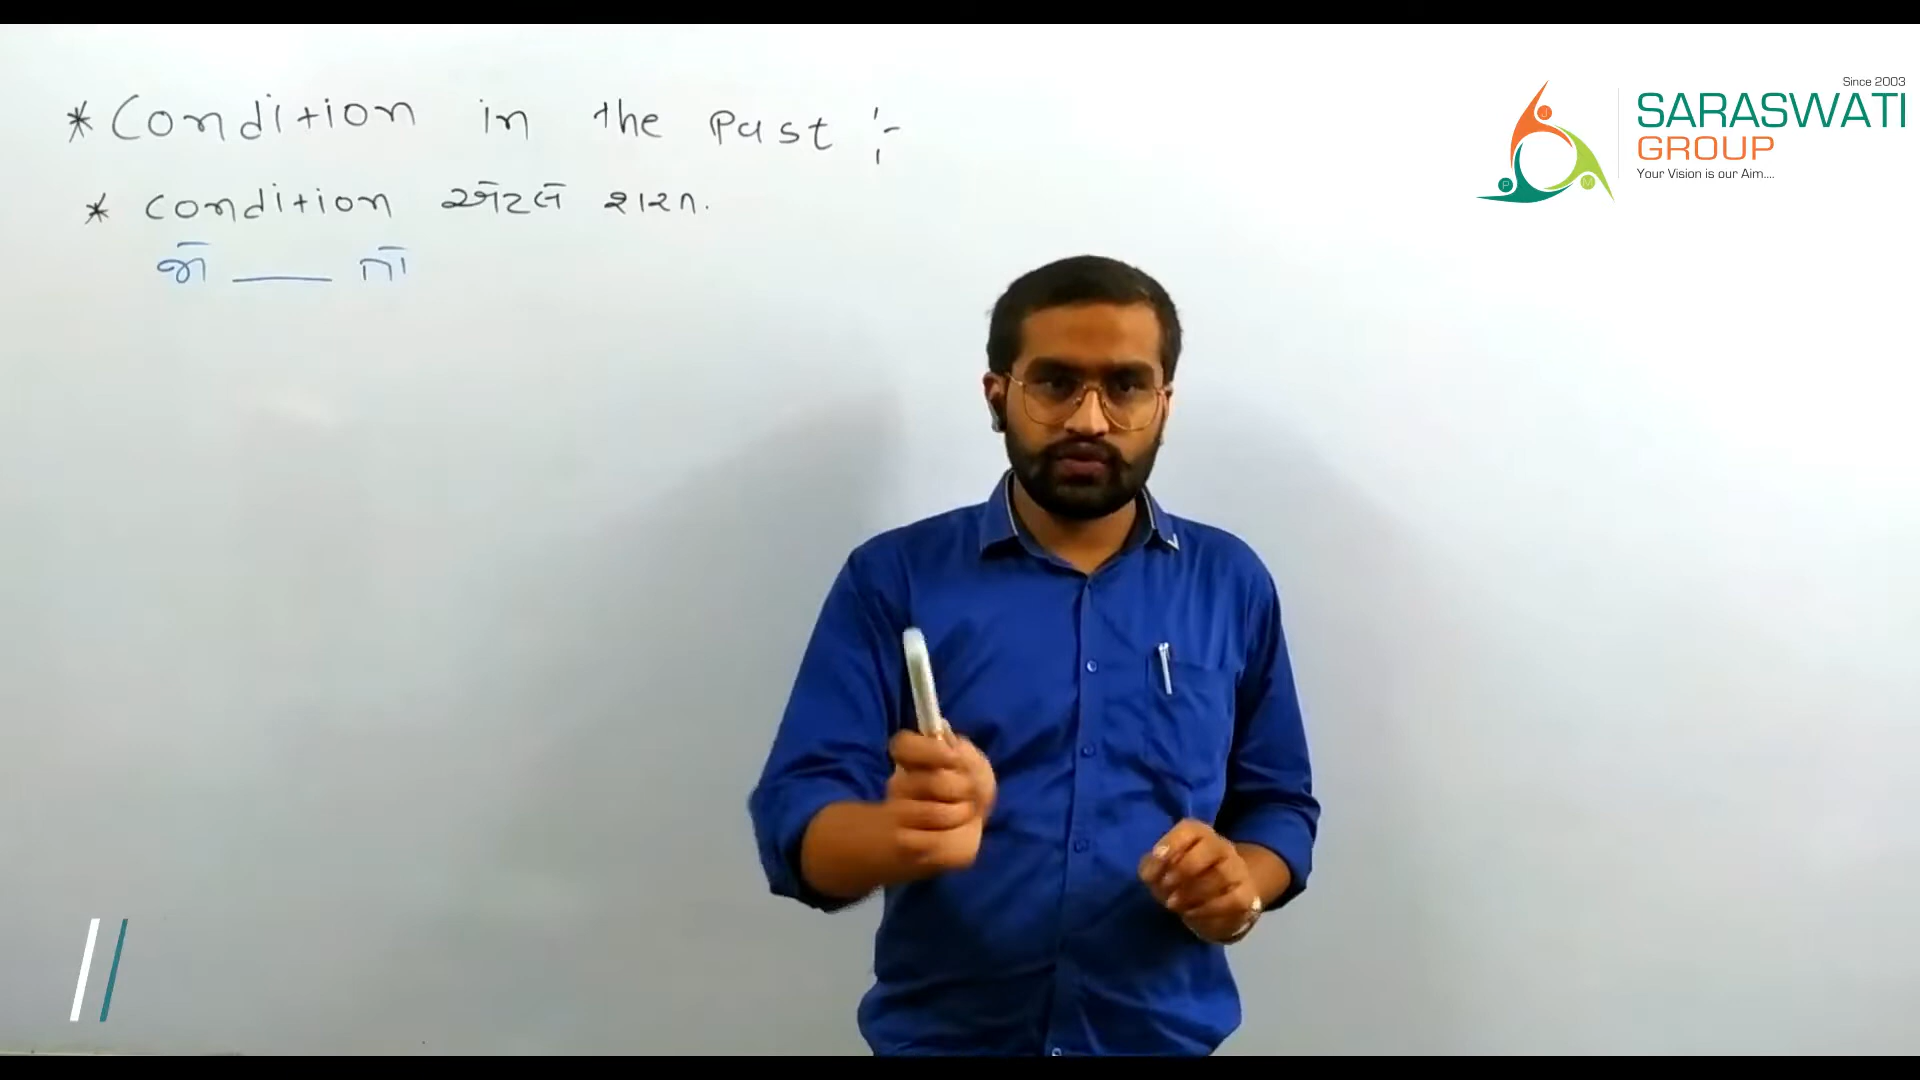 * Condition in the Past :-
* condition એટલે શરત.
જો ___ તો
Since 2003
SARASWATI
GROUP
Your Vision is our Aim....
J
P
M